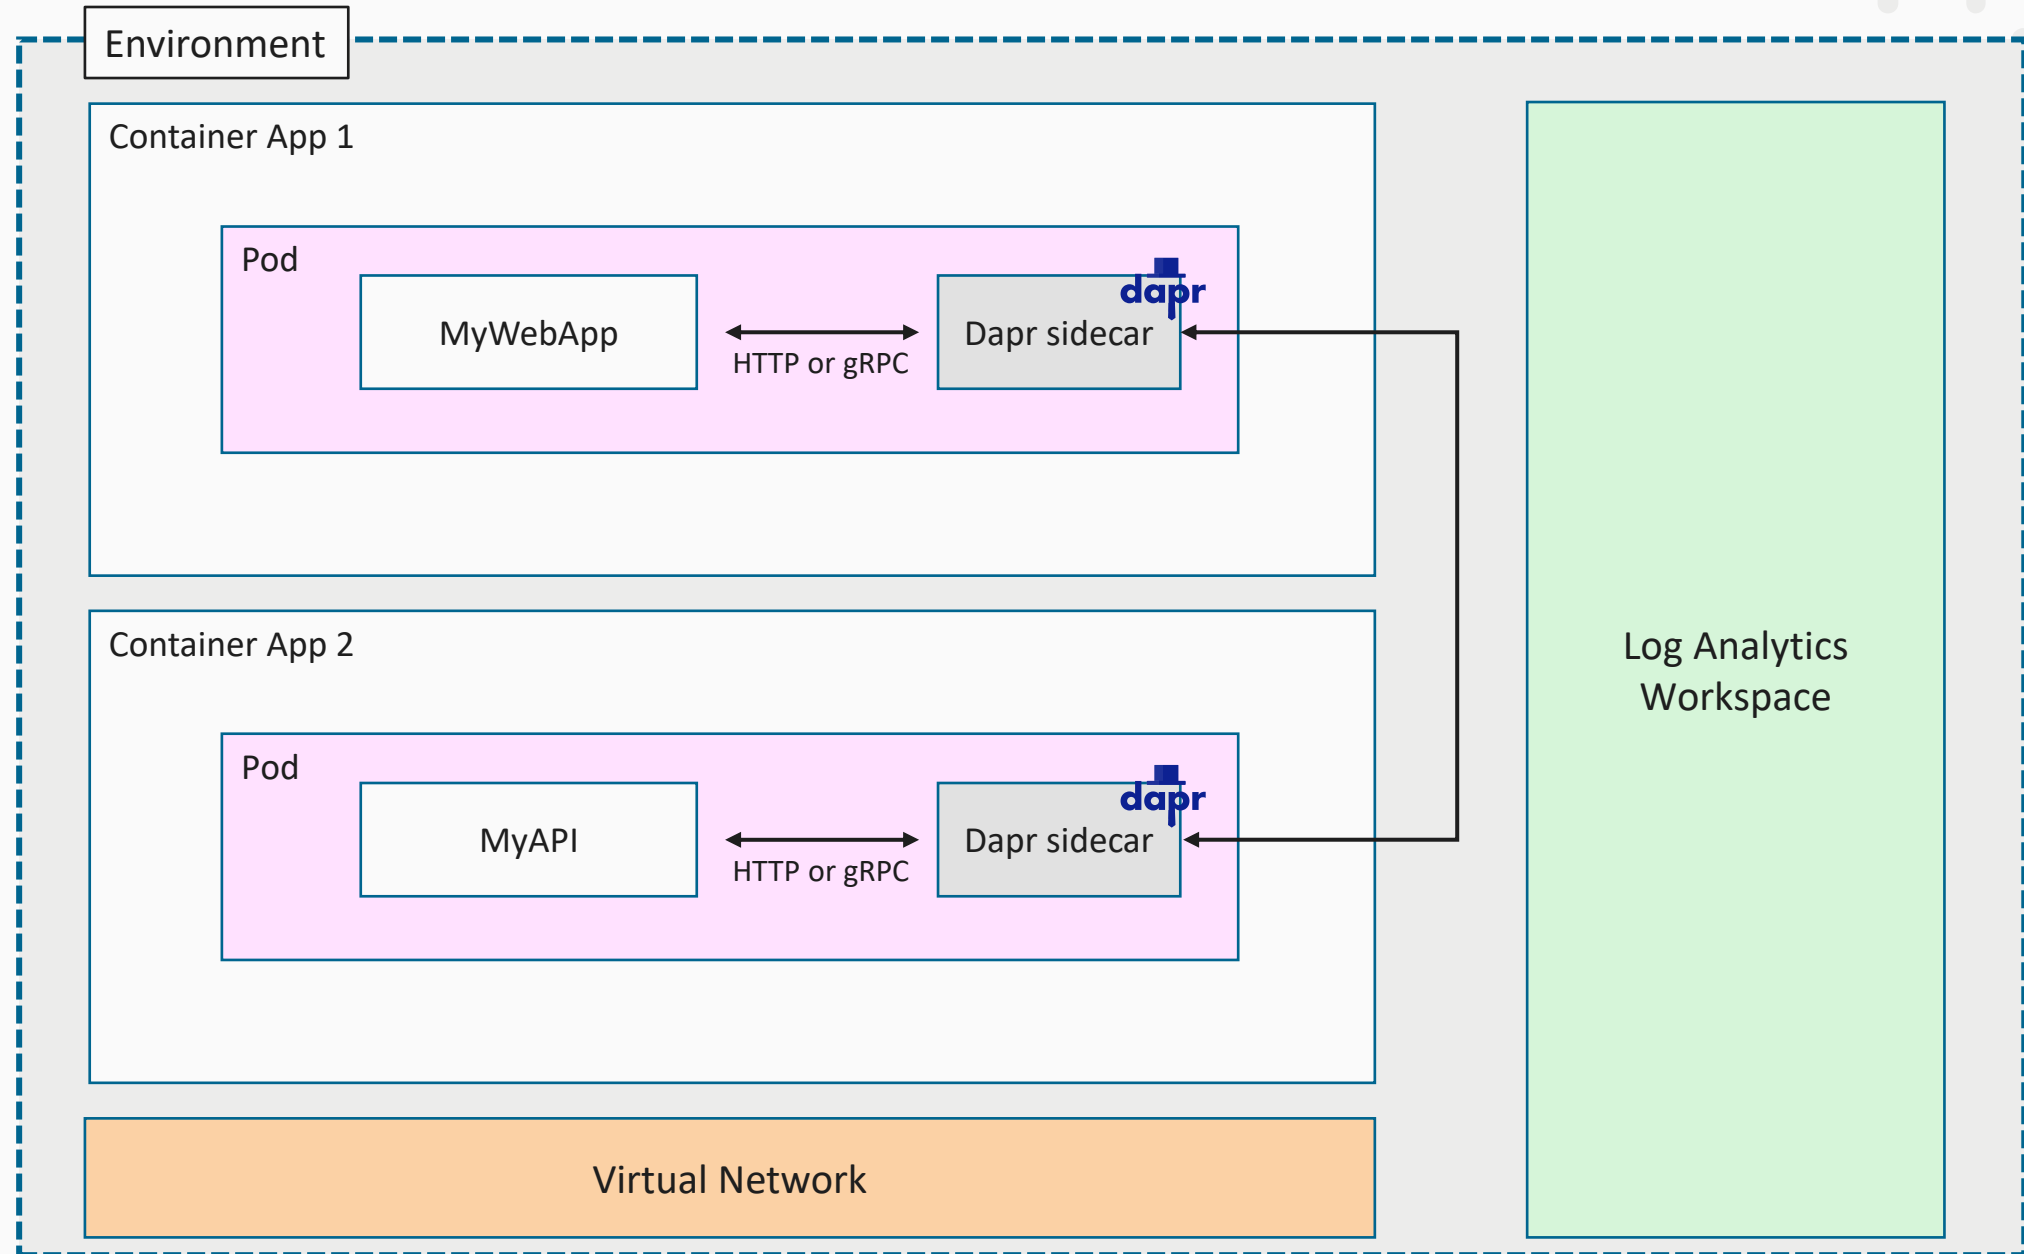 Environment
Container App 1
Pod
dapr
MyWebApp
Dapr sidecar
HTTP or gRPC
Container App 2
Pod
dapr
MyAPI
Dapr sidecar
HTTP or gRPC
Log Analytics
Workspace
Virtual Network